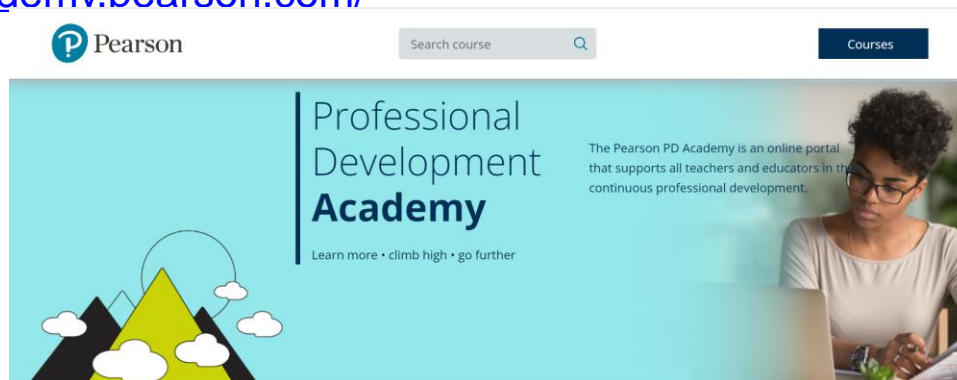 Pearson
Search course
Courses
Professional
Development
Academy
Learn more • climb high • go further
The Pearson PD Academy is an online portal
that supports all teachers and educators in
continuous professional development.